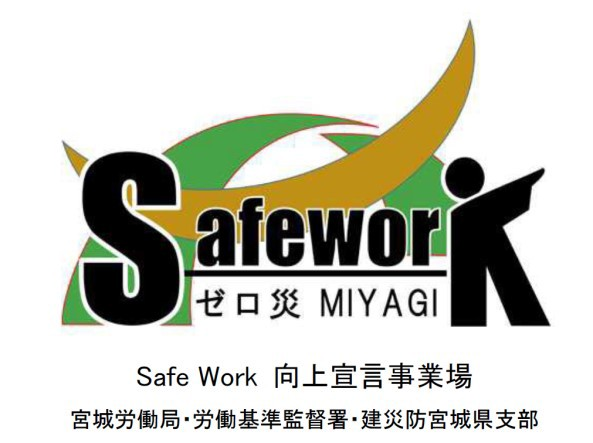 Safework
ゼロ災 MIYAGI
Safe Work 向上宣言事業場
宮城労働局・労働基準監督署・建災防宮城県支部